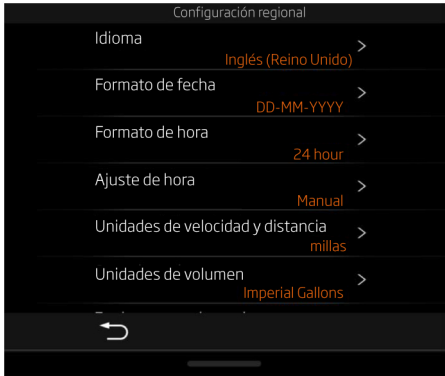 Configuración regional
Idioma
Inglés (Reino Unido)
Formato de fecha
DD-MM-YYYY
Formato de hora
24 hour
Ajuste de hora
Manual
Unidades de velocidad y distancia
millas
Unidades de volumen
Imperial Gallons